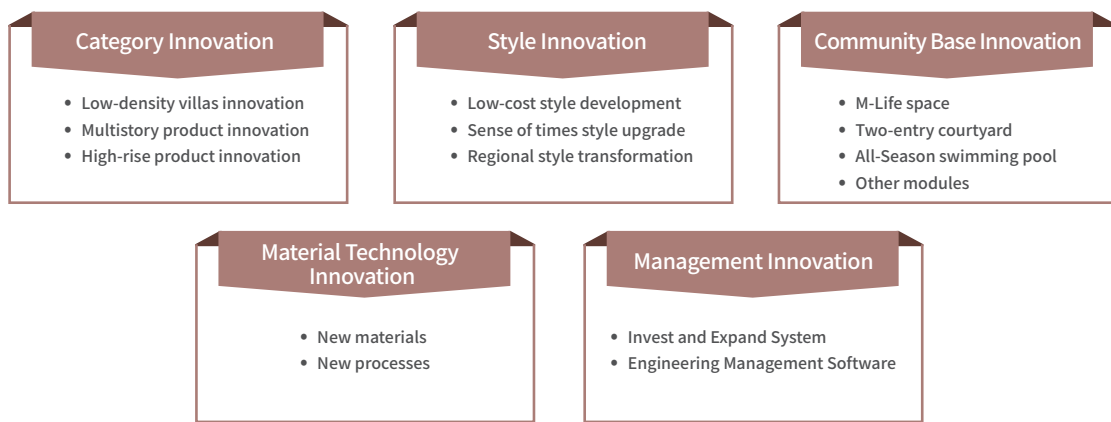 Category Innovation
• Low-density villas innovation
• Multistory product innovation
• High-rise product innovation
Style Innovation
• Low-cost style development
• Sense of times style upgrade
• Regional style transformation
Community Base Innovation
• M-Life space
• Two-entry courtyard
• All-Season swimming pool
• Other modules
Material Technology
Innovation
• New materials
• New processes
Management Innovation
• Invest and Expand System
• Engineering Management Software